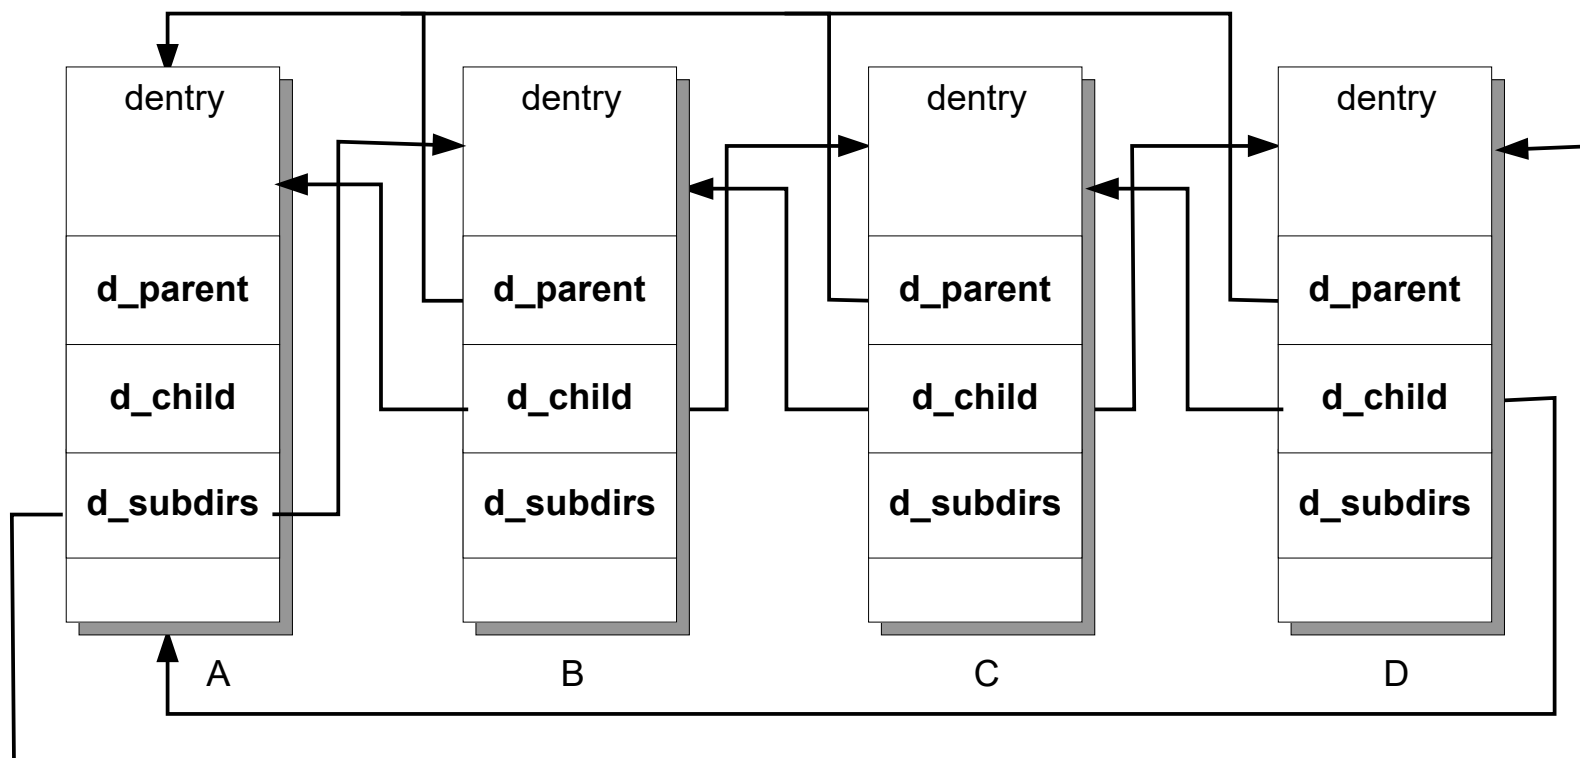 dentry dentry dentry dentry
d_parent d_parent d_parent d_parent
d_child d_child d_child d_child
d_subdirs d_subdirs d_subdirs d_subdirs
A B C D